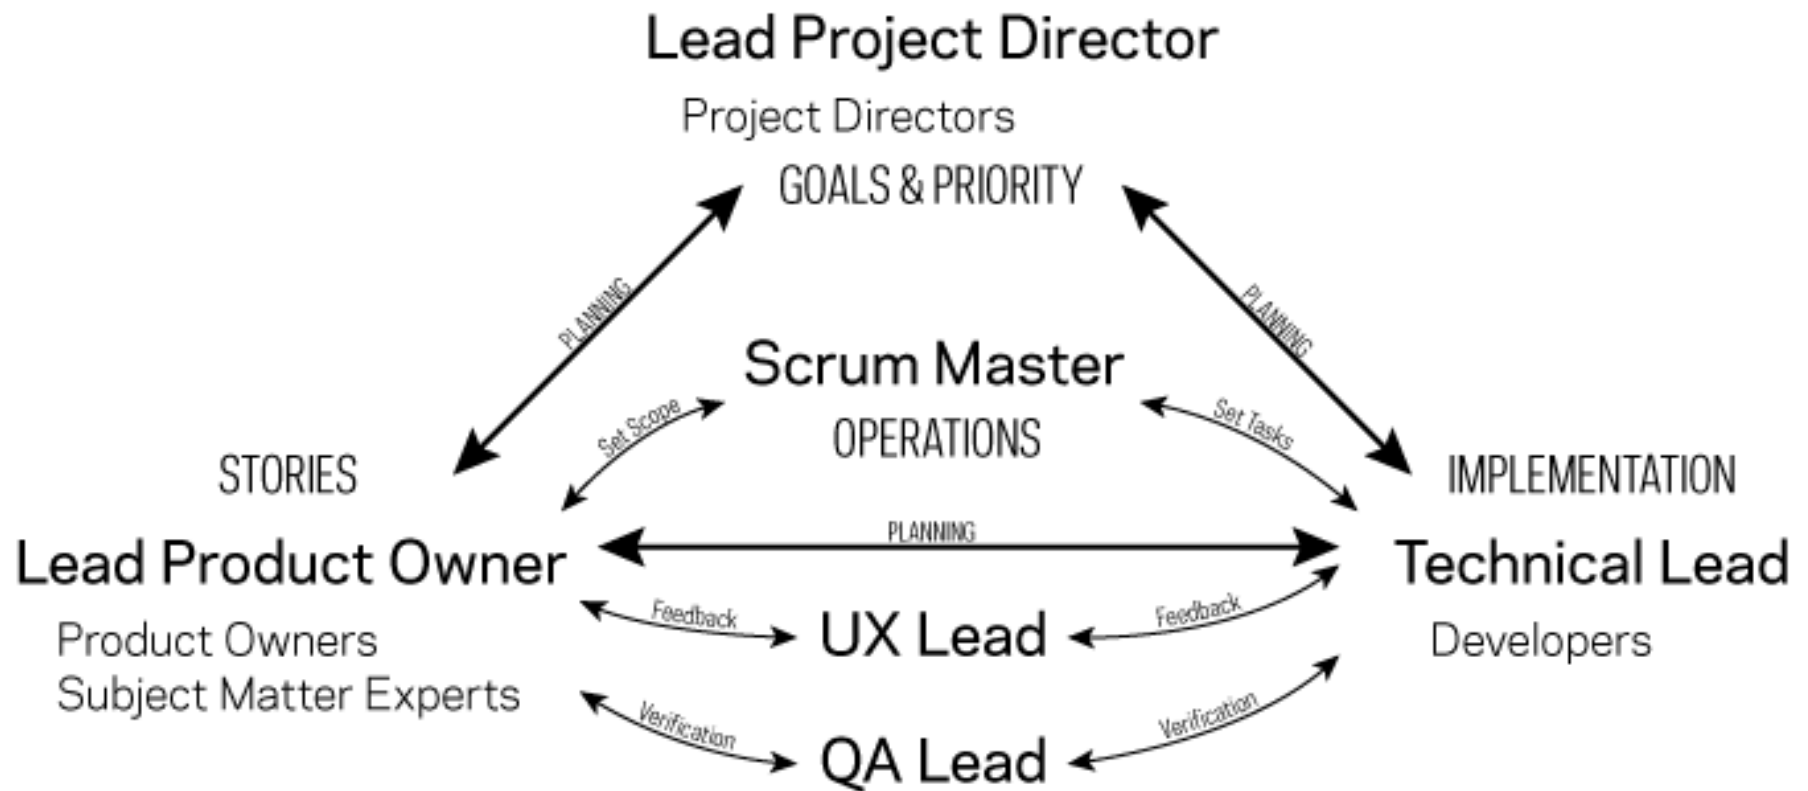 Lead Project Director
Project Directors
GOALS & PRIORITY
PLANNING
PLANNING
Scrum Master
OPERATIONS
Set Scope
Set Tasks
STORIES
IMPLEMENTATION
PLANNING
Lead Product Owner
Technical Lead
Product Owners
Subject Matter Experts
Developers
Feedback
UX Lead
Feedback
Verification
QA Lead
Verification